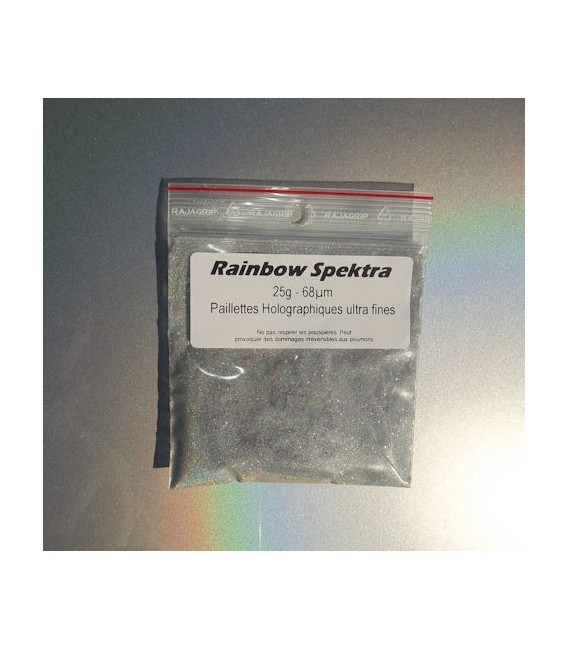 RAJAGRIP RAJAGRIP RAJAGRIP
Rainbow Spektra
25g - 68µm
Paillettes Holographiques ultra fines
Ne pas respirer les poussières. Peut
provoquer des dommages irréversibles aux poumons.